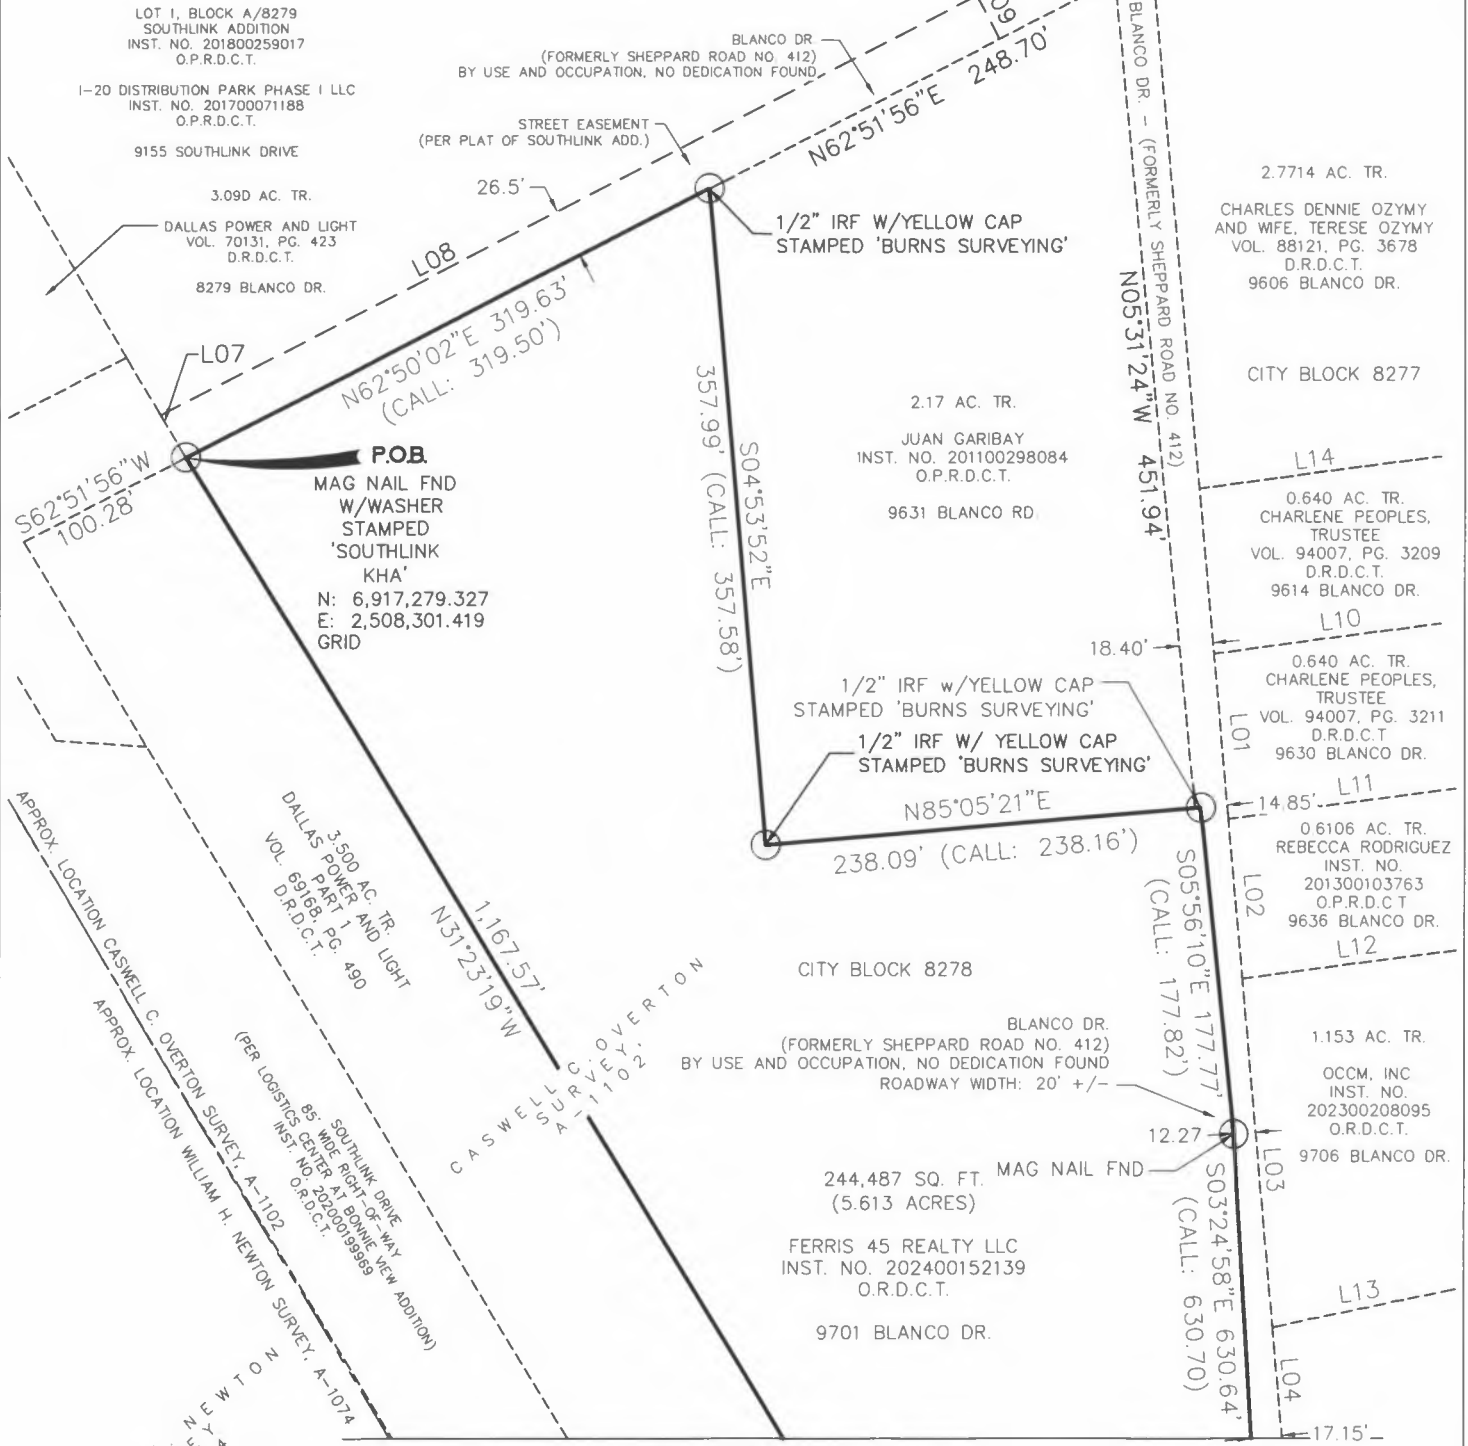 LOT 1, BLOCK A/8279
SOUTHLINK ADDITION
INST. NO. 201800259017
O.P.R.D.C.T.
I-20 DISTRIBUTION PARK PHASE I LLC
INST. NO. 201700071188
O.P.R.D.C.T.
9155 SOUTHLINK DRIVE
3.09D AC. TR.
DALLAS POWER AND LIGHT
VOL. 70131, PG. 423
D.R.D.C.T.
8279 BLANCO DR.
BLANCO DR
(FORMERLY SHEPPARD ROAD NO. 412)
BY USE AND OCCUPATION, NO DEDICATION FOUND
STREET EASEMENT
(PER PLAT OF SOUTHLINK ADD.)
26.5'
L08
L07
L09
N62°51'56"E 248.70'
N62°50'02"E 319.63'
(CALL: 319.50')
1/2" IRF W/YELLOW CAP
STAMPED 'BURNS SURVEYING'
BLANCO DR. - (FORMERLY SHEPPARD ROAD NO. 412)
N05°31'24"W 451.94'
2.7714 AC. TR.
CHARLES DENNIE OZYMY
AND WIFE, TERESE OZYMY
VOL. 88121, PG. 3678
D.R.D.C.T.
9606 BLANCO DR.
CITY BLOCK 8277
L14
0.640 AC. TR.
CHARLENE PEOPLES,
TRUSTEE
VOL. 94007, PG. 3209
D.R.D.C.T.
9614 BLANCO DR.
L10
0.640 AC. TR.
CHARLENE PEOPLES,
TRUSTEE
VOL. 94007, PG. 3211
D.R.D.C.T
9630 BLANCO DR.
L01
L11
14.85'
0.6106 AC. TR.
REBECCA RODRIGUEZ
INST. NO.
201300103763
O.P.R.D.C T
9636 BLANCO DR.
L02
L12
1.153 AC. TR.
OCCM, INC
INST. NO.
202300208095
O.R.D.C.T.
9706 BLANCO DR.
L03
L13
L04
17.15'
S62°51'56"W
100.28'
P.O.B.
MAG NAIL FND
W/WASHER
STAMPED
'SOUTHLINK
KHA'
N: 6,917,279.327
E: 2,508,301.419
GRID
S04°53'52"E
357.99' (CALL: 357.58')
2.17 AC. TR.
JUAN GARIBAY
INST. NO. 201100298084
O.P.R.D.C.T.
9631 BLANCO RD
18.40'
1/2" IRF w/YELLOW CAP
STAMPED 'BURNS SURVEYING'
1/2" IRF W/ YELLOW CAP
STAMPED 'BURNS SURVEYING'
N85°05'21"E
238.09' (CALL: 238.16')
S05°56'10"E 177.77'
(CALL: 177.82')
CITY BLOCK 8278
BLANCO DR.
(FORMERLY SHEPPARD ROAD NO. 412)
BY USE AND OCCUPATION, NO DEDICATION FOUND
ROADWAY WIDTH: 20' +/-
12.27
MAG NAIL FND
S03°24'58"E 630.64'
(CALL: 630.70')
244,487 SQ. FT.
(5.613 ACRES)
FERRIS 45 REALTY LLC
INST. NO. 202400152139
O.R.D.C.T.
9701 BLANCO DR.
1,167.57'
N31°23'19"W
CASWELL C. OVERTON
SURVEY,
A-1102
3.500 AC. TR.
PART 1
DALLAS POWER AND LIGHT
VOL. 69168, PG. 490
D.R.D.C.T.
SOUTHLINK DRIVE
85' WIDE RIGHT-OF-WAY
(PER LOGISTICS CENTER AT BONNIE VIEW ADDITION)
INST. NO. 202000199969
O.R.D.C.T.
APPROX. LOCATION CASWELL C. OVERTON SURVEY, A-1102
APPROX. LOCATION WILLIAM H. NEWTON SURVEY, A-1074
NEWTON